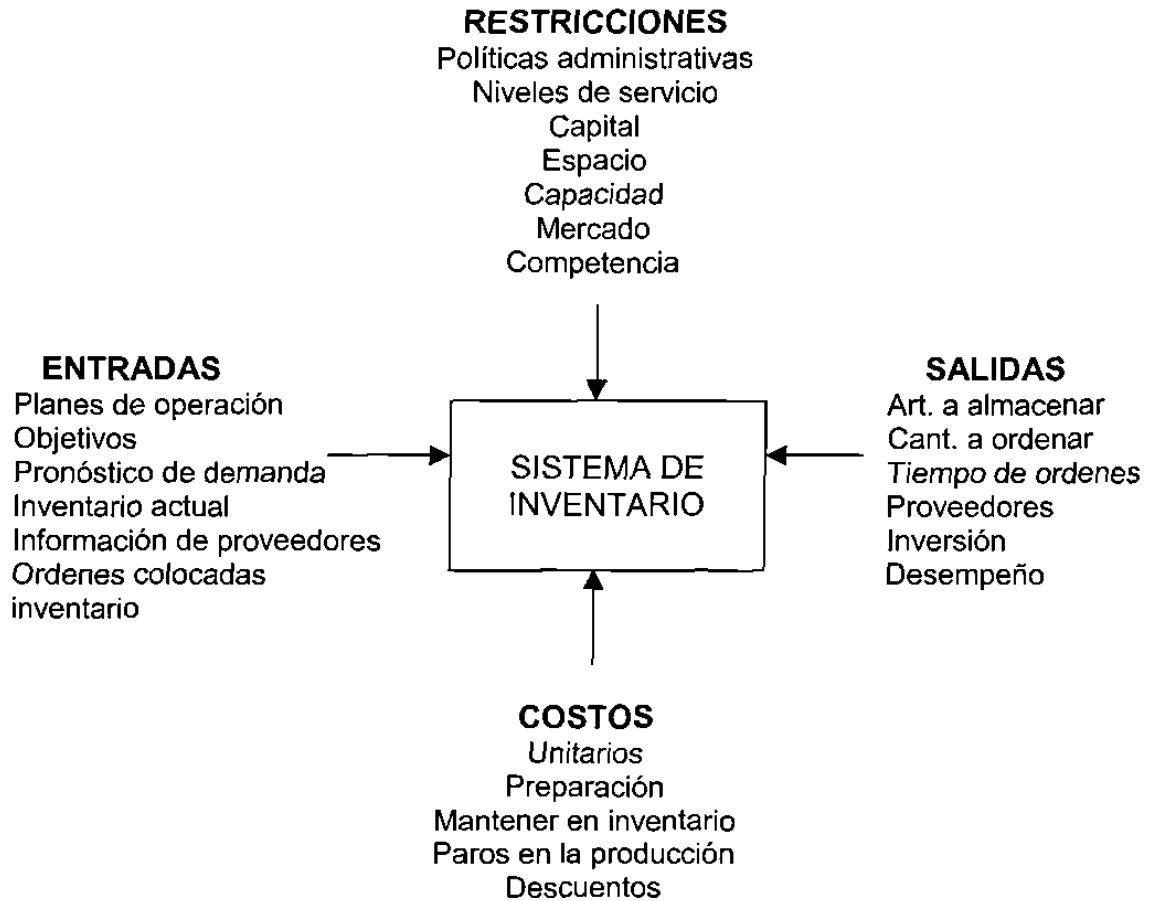 RESTRICCIONES
Políticas administrativas
Niveles de servicio
Capital
Espacio
Capacidad
Mercado
Competencia
ENTRADAS
Planes de operación
Objetivos
Pronóstico de demanda
Inventario actual
Información de proveedores
Ordenes colocadas
inventario
SISTEMA DE
INVENTARIO
SALIDAS
Art. a almacenar
Cant. a ordenar
Tiempo de ordenes
Proveedores
Inversión
Desempeño
COSTOS
Unitarios
Preparación
Mantener en inventario
Paros en la producción
Descuentos